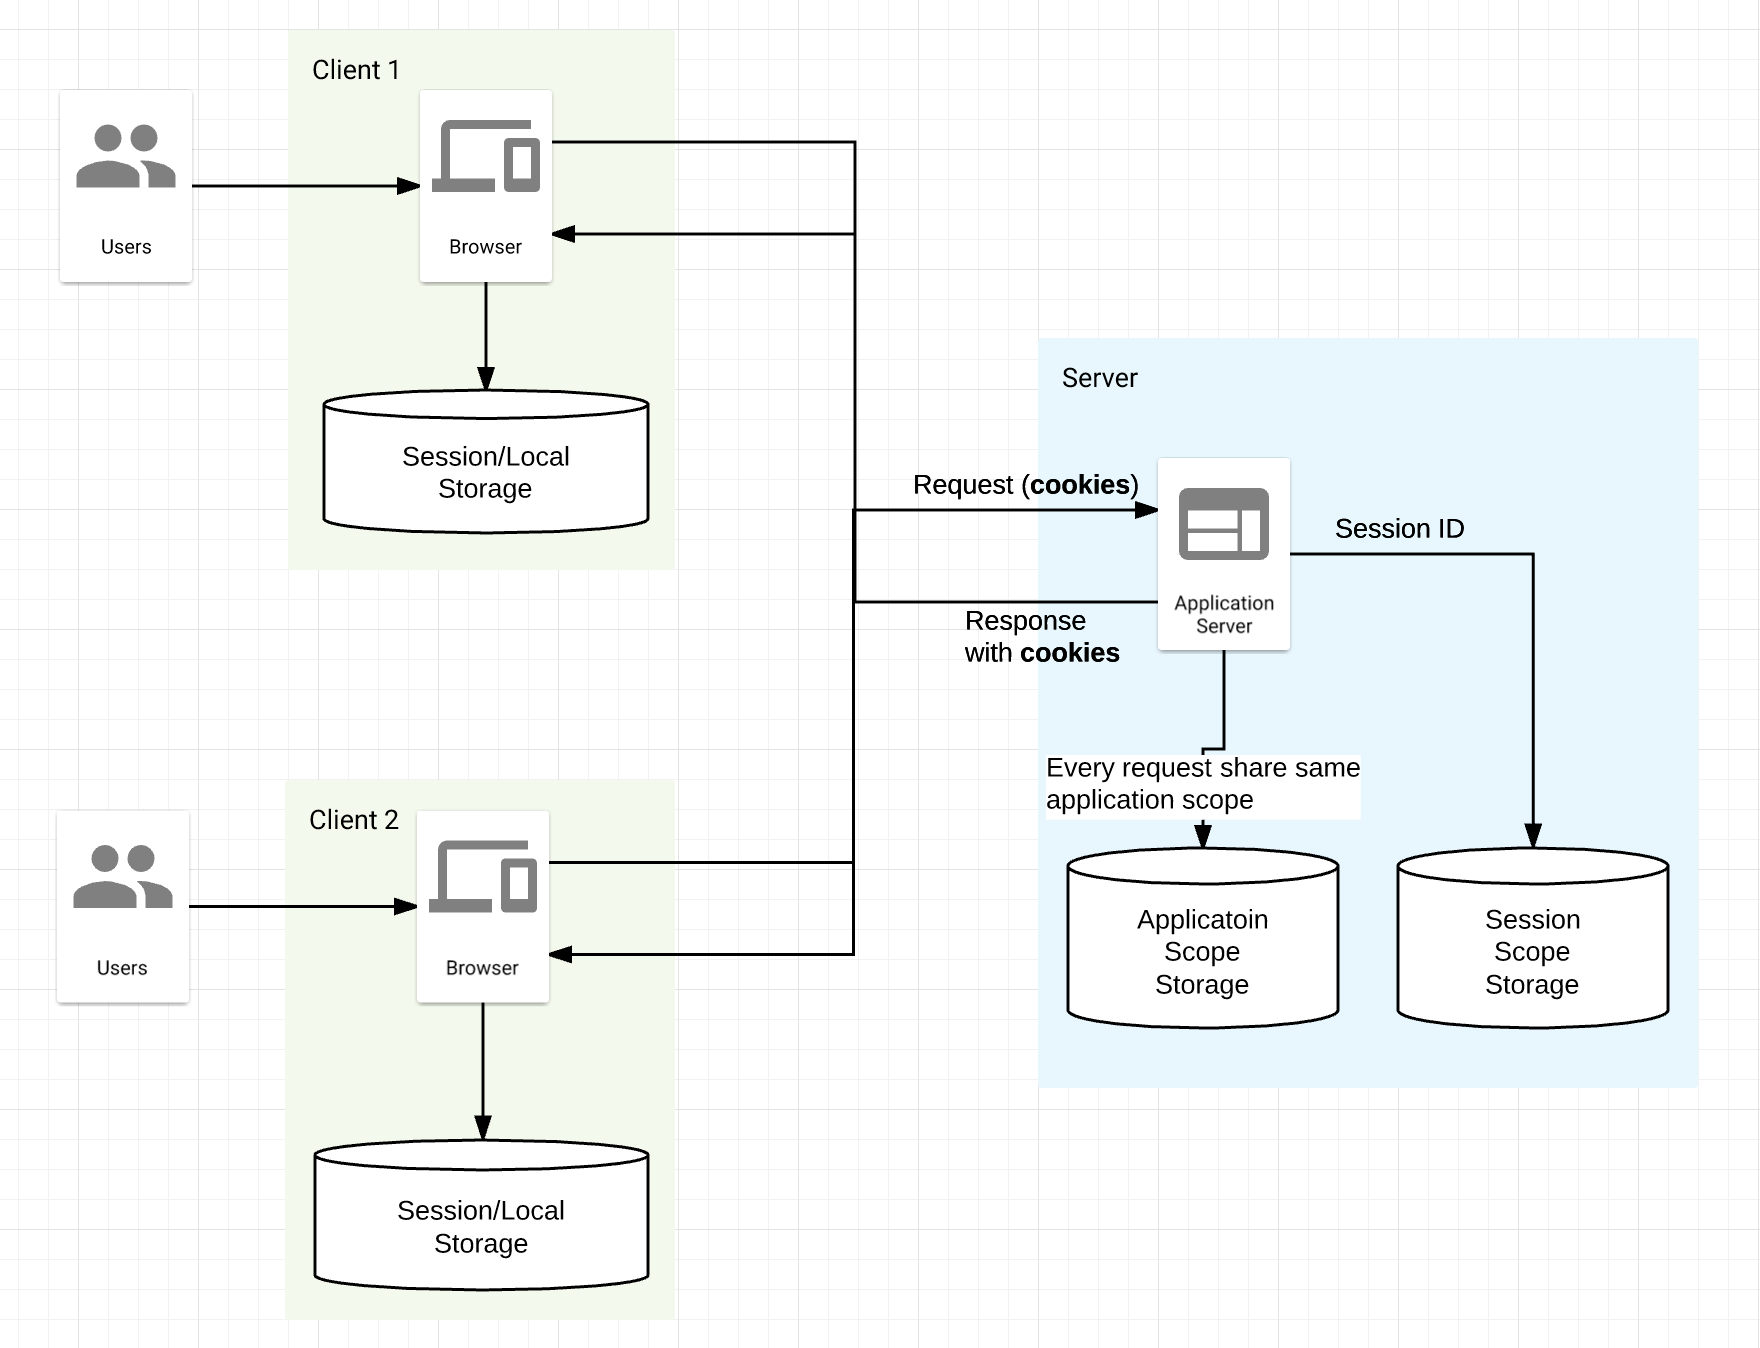 Client 1
Users
Browser
Session/Local
Storage
Server
Request (cookies)
Session ID
Application
Server
Response
with cookies
Every request share same
application scope
Client 2
Users
Browser
Applicatoin
Scope
Storage
Session
Scope
Storage
Session/Local
Storage